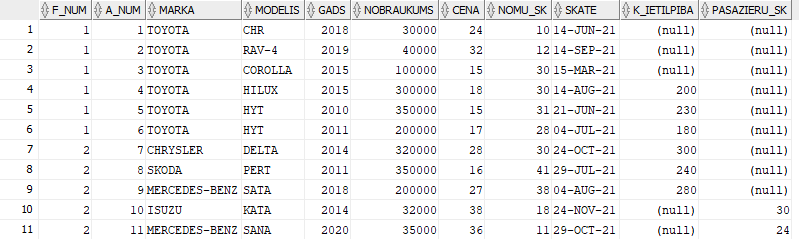 F_NUM A_NUM MARKA MODELIS GADS NOBRAUKUMS CENA NOMU_SK SKATE K_IETILPIBA PASAZIERU_SK
1 1 1 TOYOTA CHR 2018 30000 24 10 14-JUN-21 (null) (null)
2 1 2 TOYOTA RAV-4 2019 40000 32 12 14-SEP-21 (null) (null)
3 1 3 TOYOTA COROLLA 2015 100000 15 30 15-MAR-21 (null) (null)
4 1 4 TOYOTA HILUX 2015 300000 18 30 14-AUG-21 200 (null)
5 1 5 TOYOTA HYT 2010 350000 15 31 21-JUN-21 230 (null)
6 1 6 TOYOTA HYT 2011 200000 17 28 04-JUL-21 180 (null)
7 2 7 CHRYSLER DELTA 2014 320000 28 30 24-OCT-21 300 (null)
8 2 8 SKODA PERT 2011 350000 16 41 29-JUL-21 240 (null)
9 2 9 MERCEDES-BENZ SATA 2018 200000 27 38 04-AUG-21 280 (null)
10 2 10 ISUZU KATA 2014 32000 38 18 24-NOV-21 (null) 30
11 2 11 MERCEDES-BENZ SANA 2020 35000 36 11 29-OCT-21 (null) 24